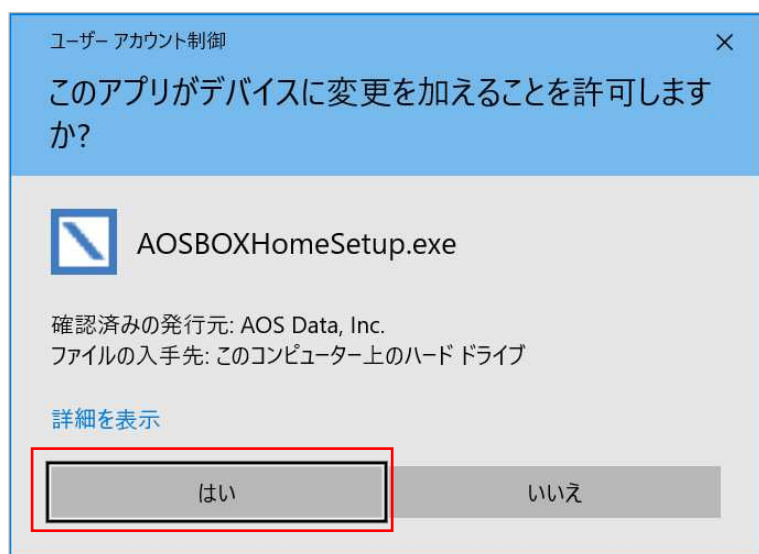 ユーザー アカウント制御
このアプリがデバイスに変更を加えることを許可します
か?
AOSBOXHomeSetup.exe
確認済みの発行元: AOS Data, Inc.
ファイルの入手先: このコンピューター上のハード ドライブ
詳細を表示
はい
いいえ